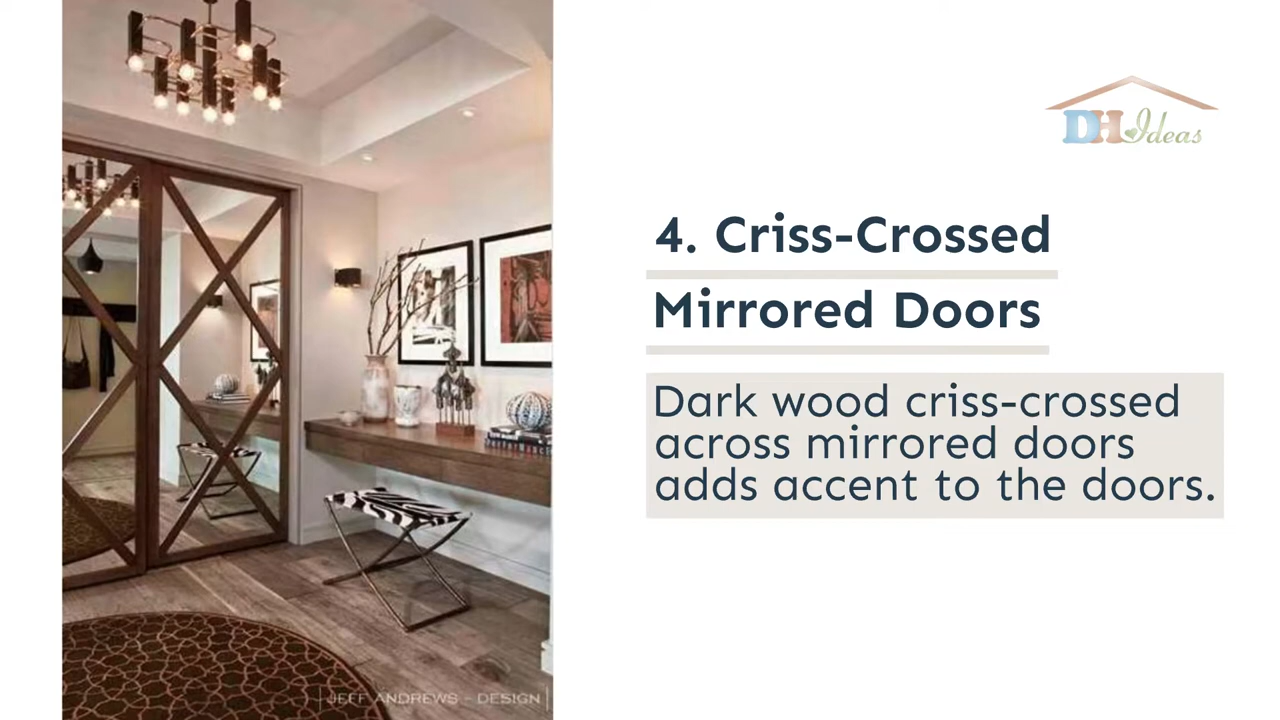 DH Ideas
4. Criss-Crossed
Mirrored Doors
Dark wood criss-crossed
across mirrored doors
adds accent to the doors.
JEFF ANDREWS - DESIGN